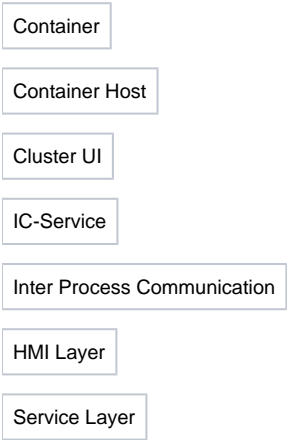 Container
Container Host
Cluster UI
IC-Service
Inter Process Communication
HMI Layer
Service Layer